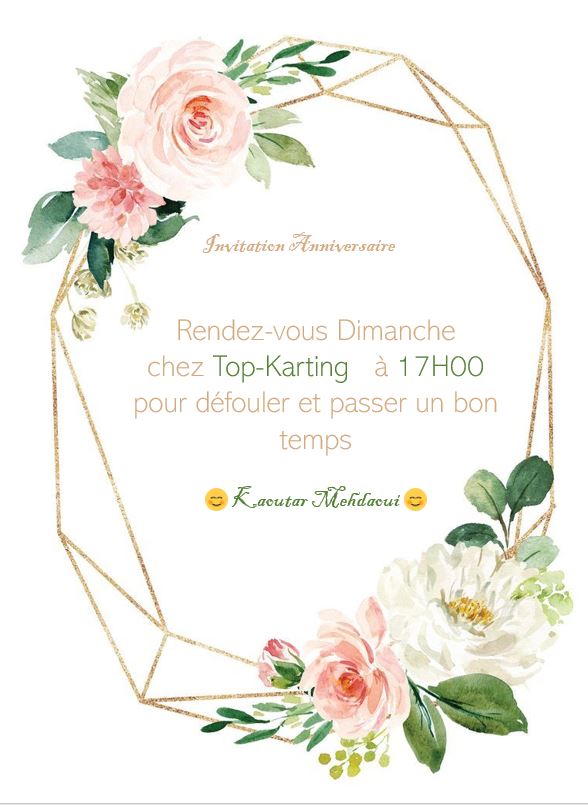 Invitation Anniversaire
Rendez-vous Dimanche
chez Top-Karting à 17H00
pour défouler et passer un bon
temps
😊 Kaoutar Mehdaoui 😊